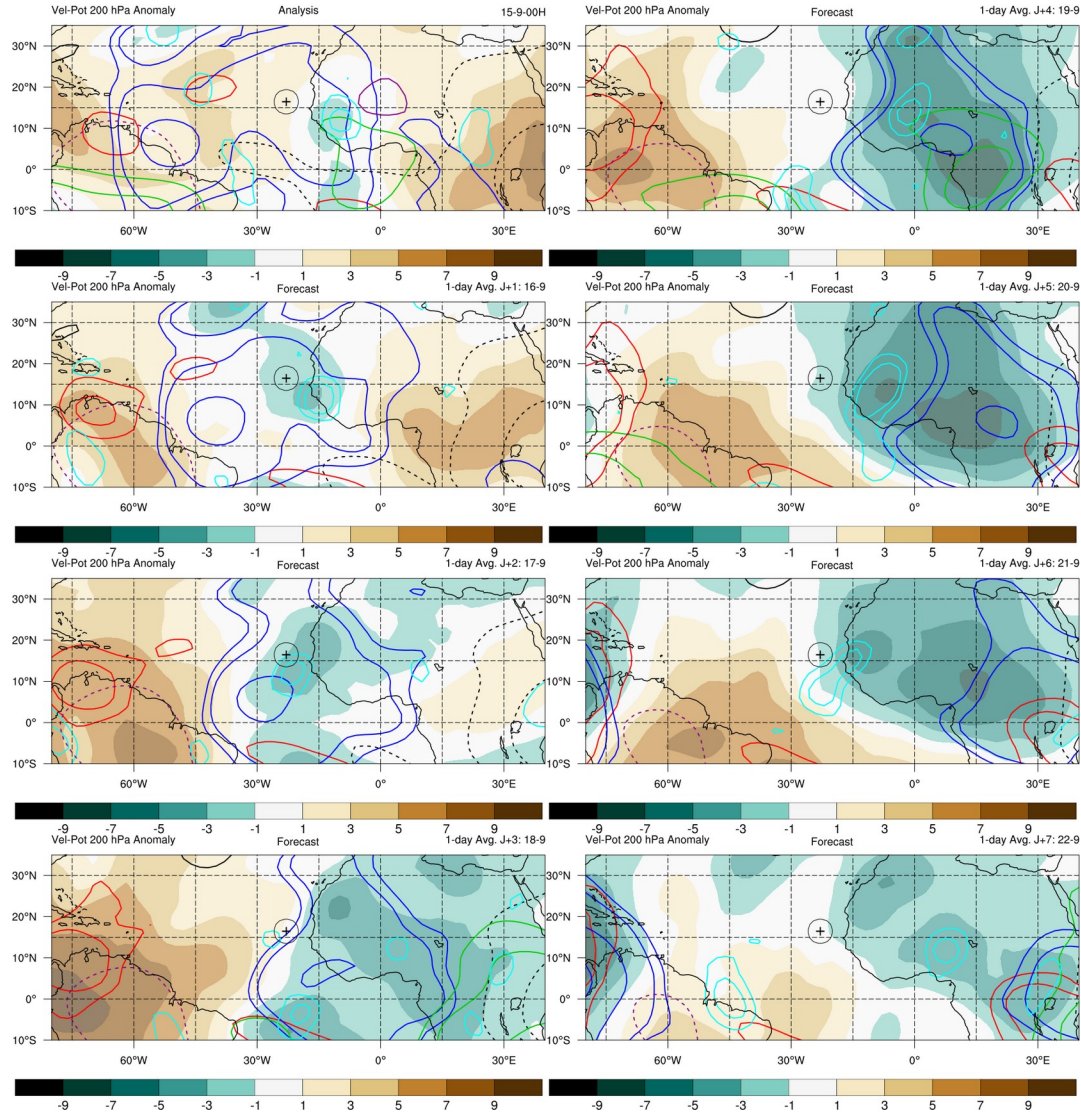 Vel-Pot 200 hPa Anomaly Analysis 15-9-00H
30°N
20°N
10°N
0°
10°S
60°W 30°W 0° 30°E
-9 -7 -5 -3 -1 1 3 5 7 9
Vel-Pot 200 hPa Anomaly Forecast 1-day Avg. J+1: 16-9
30°N
20°N
10°N
0°
10°S
60°W 30°W 0° 30°E
-9 -7 -5 -3 -1 1 3 5 7 9
Vel-Pot 200 hPa Anomaly Forecast 1-day Avg. J+2: 17-9
30°N
20°N
10°N
0°
10°S
60°W 30°W 0° 30°E
-9 -7 -5 -3 -1 1 3 5 7 9
Vel-Pot 200 hPa Anomaly Forecast 1-day Avg. J+3: 18-9
30°N
20°N
10°N
0°
10°S
60°W 30°W 0° 30°E
-9 -7 -5 -3 -1 1 3 5 7 9
Vel-Pot 200 hPa Anomaly Forecast 1-day Avg. J+4: 19-9
30°N
20°N
10°N
0°
10°S
60°W 30°W 0° 30°E
-9 -7 -5 -3 -1 1 3 5 7 9
Vel-Pot 200 hPa Anomaly Forecast 1-day Avg. J+5: 20-9
30°N
20°N
10°N
0°
10°S
60°W 30°W 0° 30°E
-9 -7 -5 -3 -1 1 3 5 7 9
Vel-Pot 200 hPa Anomaly Forecast 1-day Avg. J+6: 21-9
30°N
20°N
10°N
0°
10°S
60°W 30°W 0° 30°E
-9 -7 -5 -3 -1 1 3 5 7 9
Vel-Pot 200 hPa Anomaly Forecast 1-day Avg. J+7: 22-9
30°N
20°N
10°N
0°
10°S
60°W 30°W 0° 30°E
-9 -7 -5 -3 -1 1 3 5 7 9